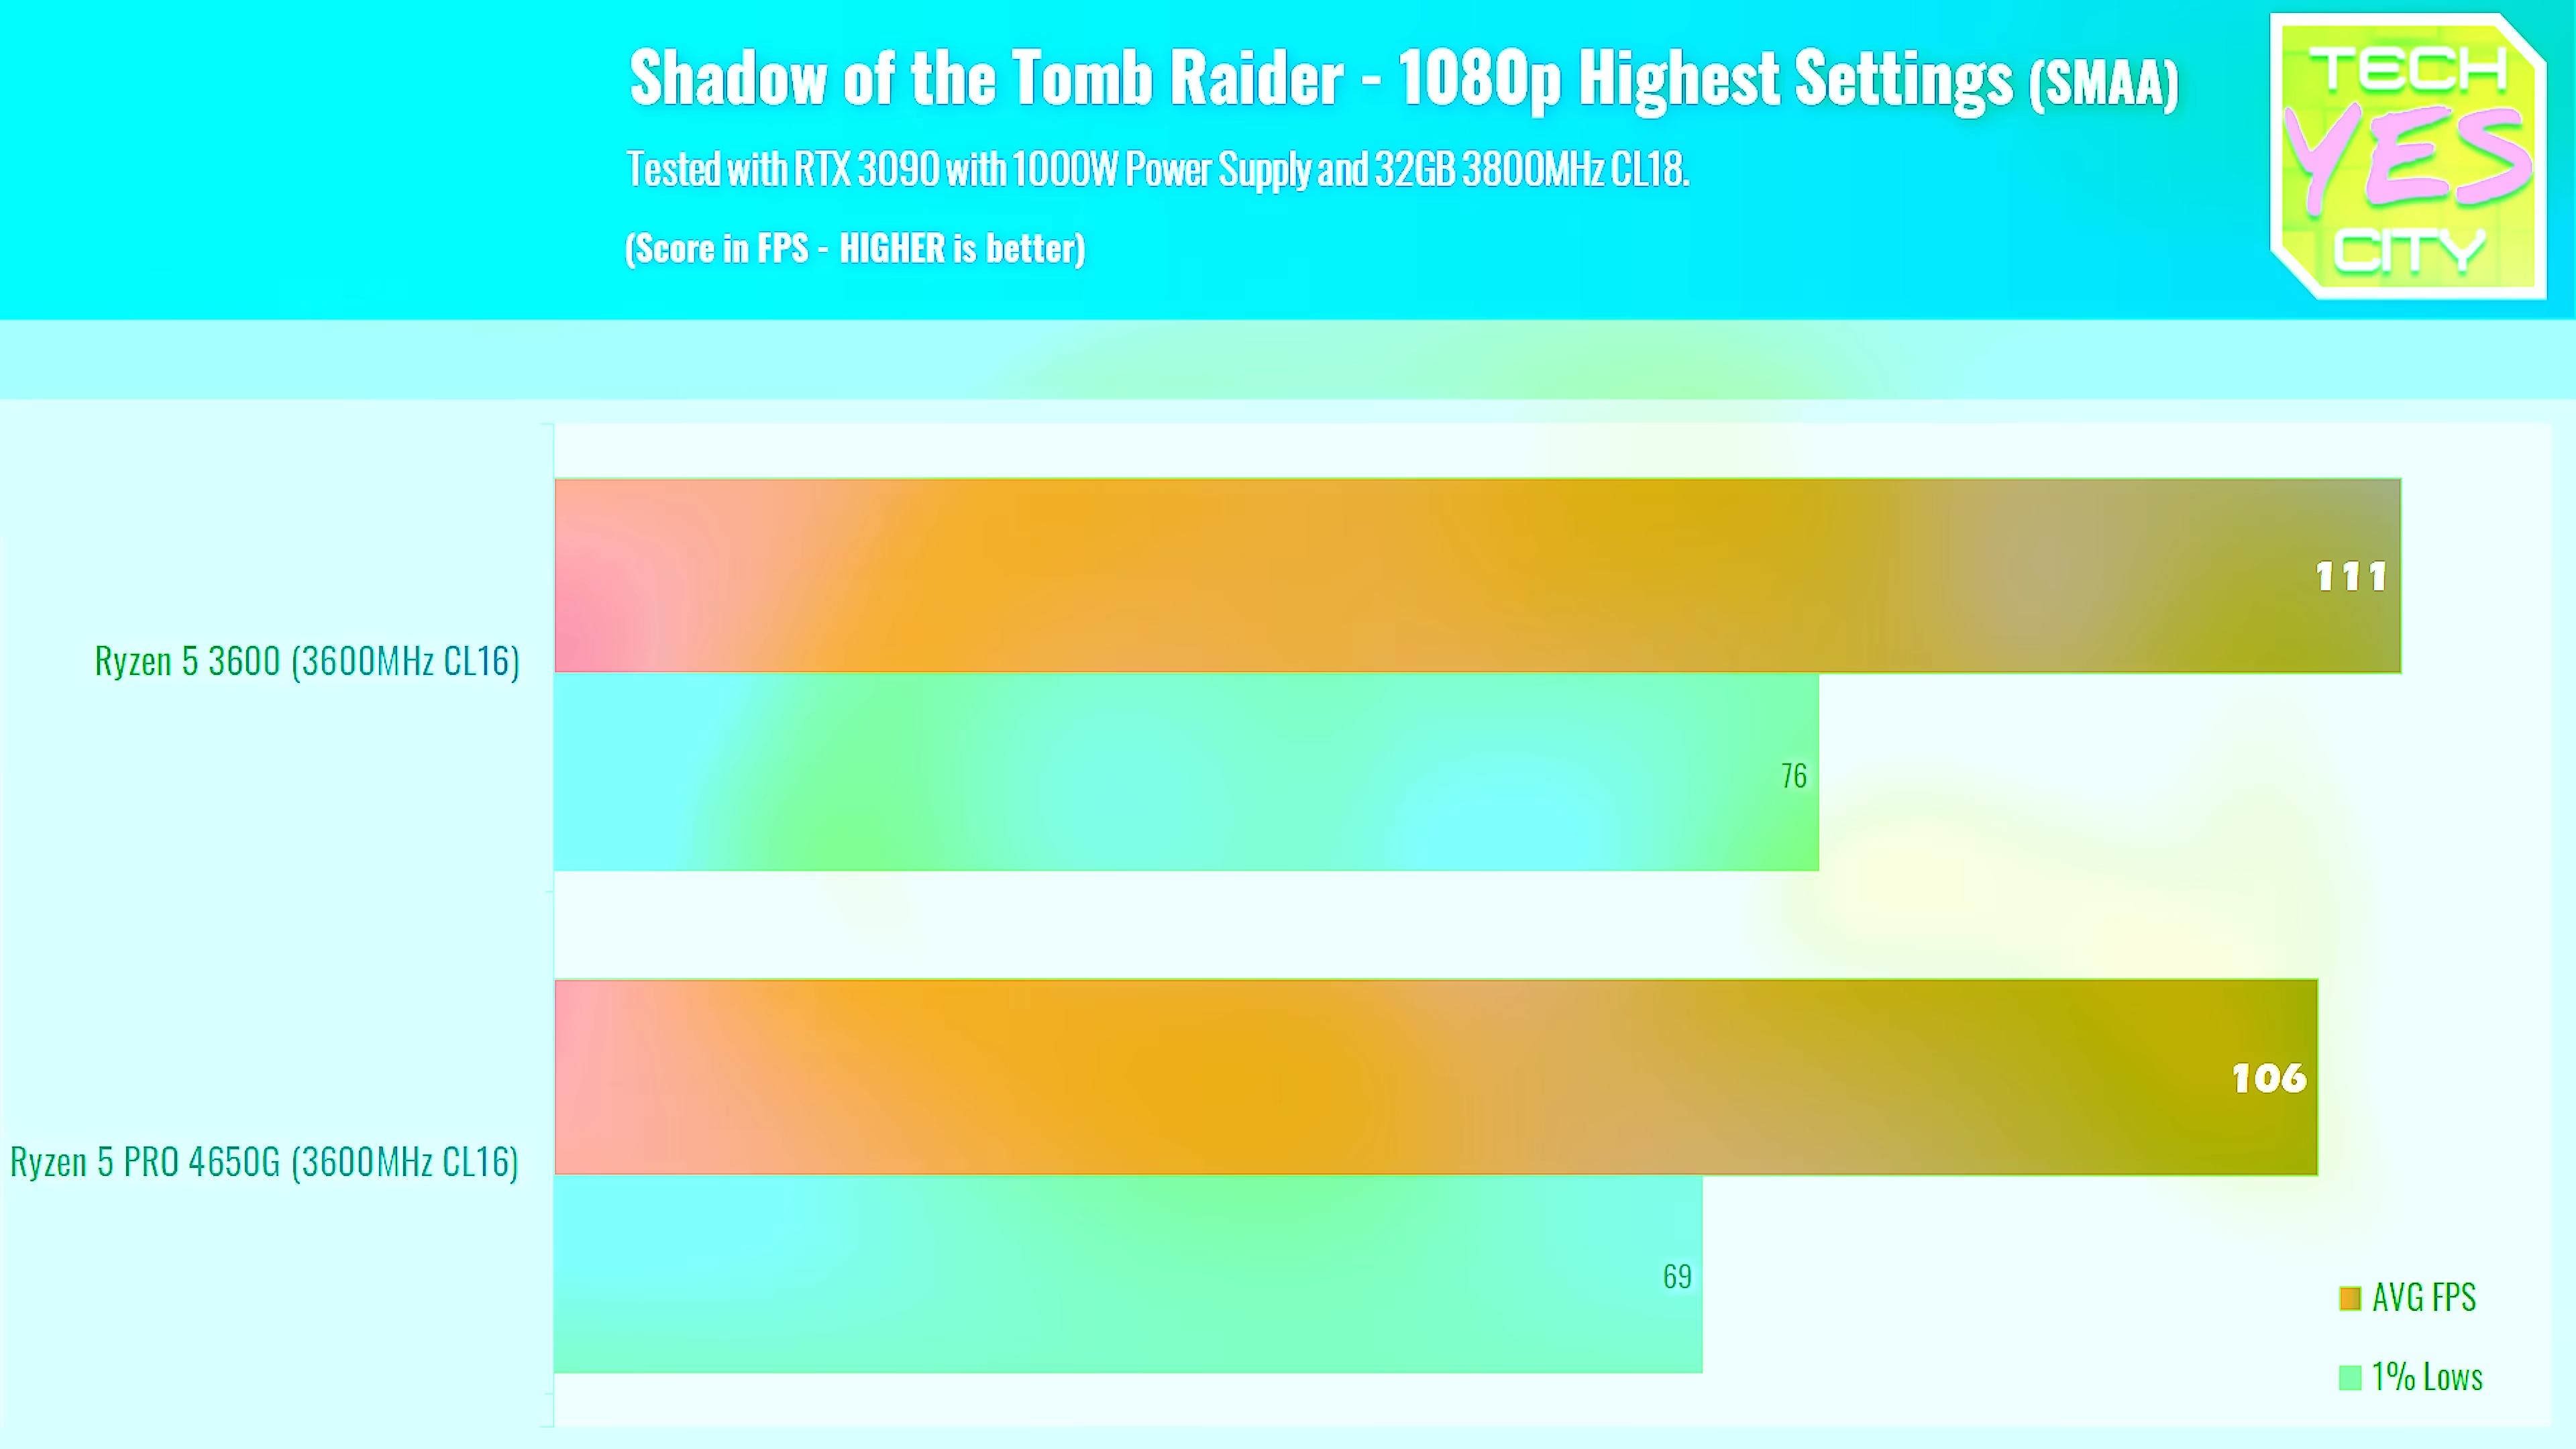 Shadow of the Tomb Raider - 1080p Highest Settings (SMAA)
Tested with RTX 3090 with 1000W Power Supply and 32GB 3800MHz CL18.
(Score in FPS - HIGHER is better)
TECH
YES
CITY
111
Ryzen 5 3600 (3600MHz CL16)
76
106
Ryzen 5 PRO 4650G (3600MHz CL16)
69
AVG FPS
1% Lows